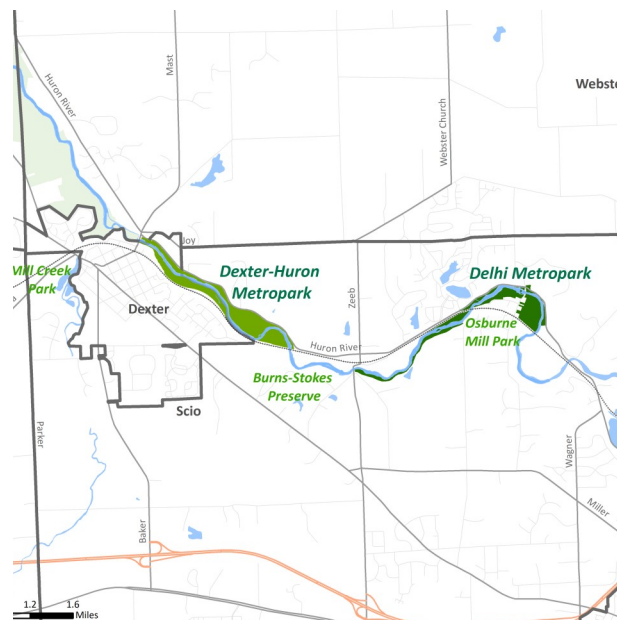 Mast
Huron River
Webster Church
Webste
Joy
Mill Creek
Park
Dexter-Huron
Metropark
Delhi Metropark
Zeeb
Dexter
Osburne
Mill Park
Huron River
Burns-Stokes
Preserve
Scio
Parker
Wagner
Baker
Miller
1.2 1.6
Miles